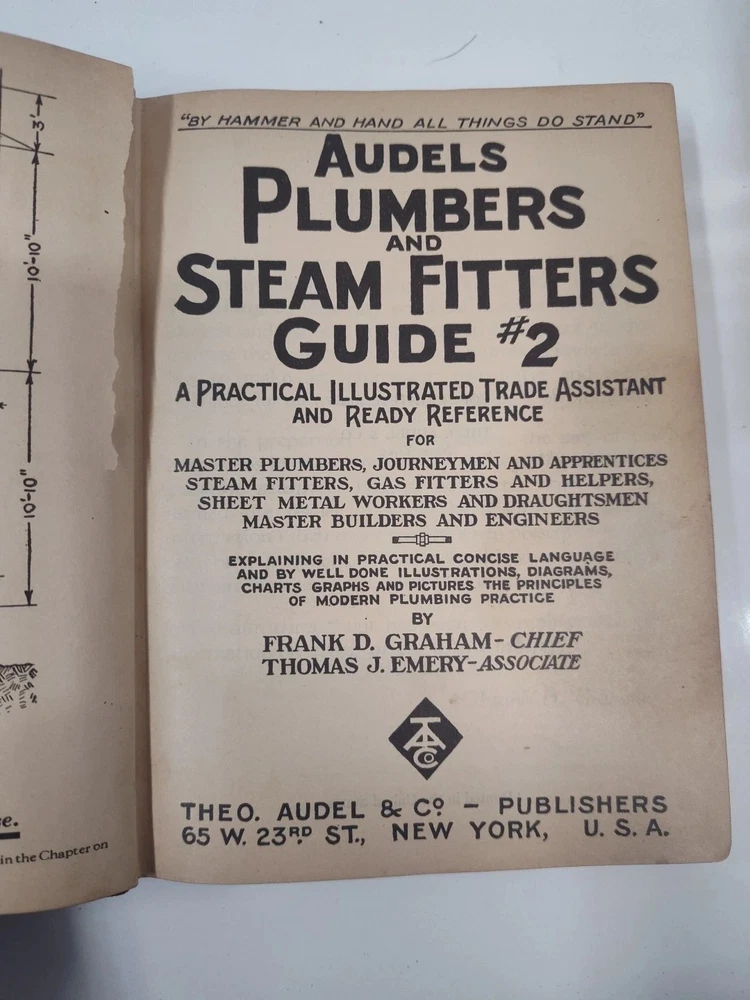 3'
10'-10"
10'-10"
e.
in the Chapter on
"BY HAMMER AND HAND ALL THINGS DO STAND"
AUDELS
PLUMBERS
AND
STEAM FITTERS
GUIDE #2
A PRACTICAL ILLUSTRATED TRADE ASSISTANT
AND READY REFERENCE
FOR
MASTER PLUMBERS, JOURNEYMEN AND APPRENTICES
STEAM FITTERS, GAS FITTERS AND HELPERS,
SHEET METAL WORKERS AND DRAUGHTSMEN
MASTER BUILDERS AND ENGINEERS
EXPLAINING IN PRACTICAL CONCISE LANGUAGE
AND BY WELL DONE ILLUSTRATIONS, DIAGRAMS,
CHARTS GRAPHS AND PICTURES THE PRINCIPLES
OF MODERN PLUMBING PRACTICE
BY
FRANK D. GRAHAM-CHIEF
THOMAS J. EMERY-ASSOCIATE
TA Co
THEO. AUDEL & Co. — PUBLISHERS
65 W. 23RD ST., NEW YORK, U. S. A.